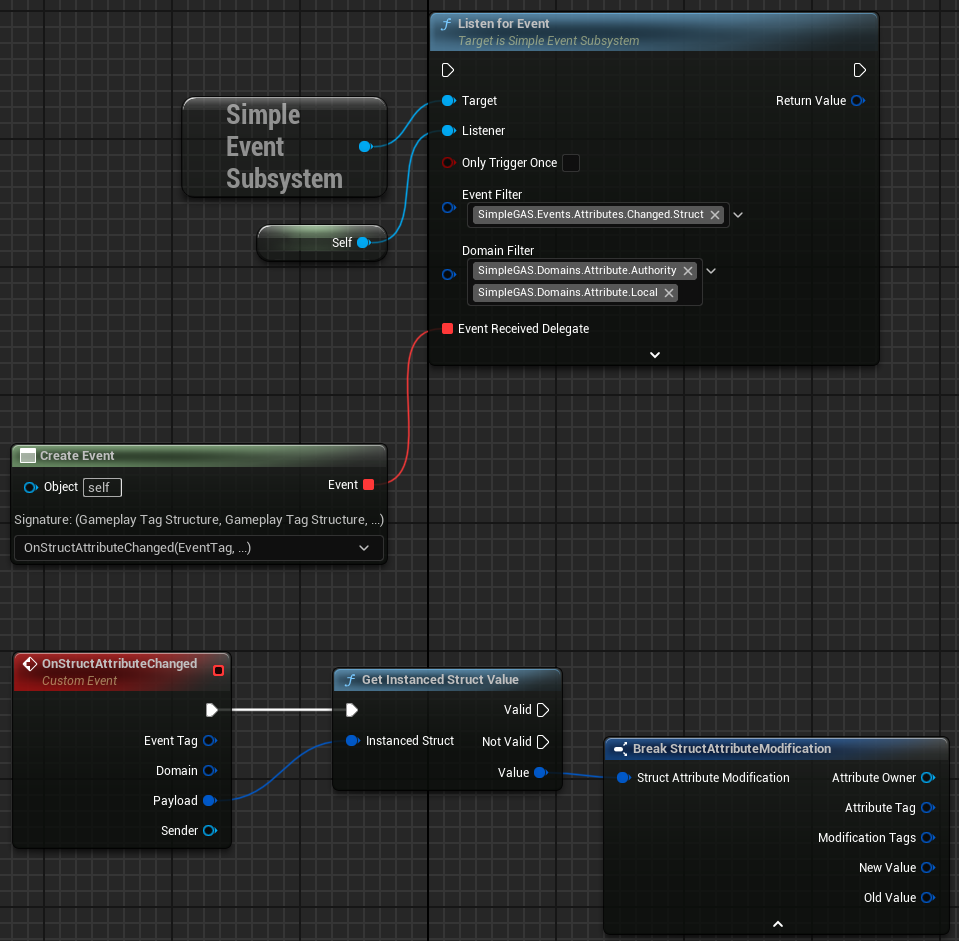 Listen for Event
Target is Simple Event Subsystem
Target
Return Value
Listener
Only Trigger Once
Event Filter
SimpleGAS.Events.Attributes.Changed.Struct
Domain Filter
SimpleGAS.Domains.Attribute.Authority
SimpleGAS.Domains.Attribute.Local
Event Received Delegate
Simple
Event
Subsystem
Self
Create Event
Object self
Event
Signature: (Gameplay Tag Structure, Gameplay Tag Structure, ...)
OnStructAttributeChanged(EventTag, ...)
OnStructAttributeChanged
Custom Event
Event Tag
Domain
Payload
Sender
Get Instanced Struct Value
Valid
Instanced Struct
Not Valid
Value
Break StructAttributeModification
Struct Attribute Modification
Attribute Owner
Attribute Tag
Modification Tags
New Value
Old Value